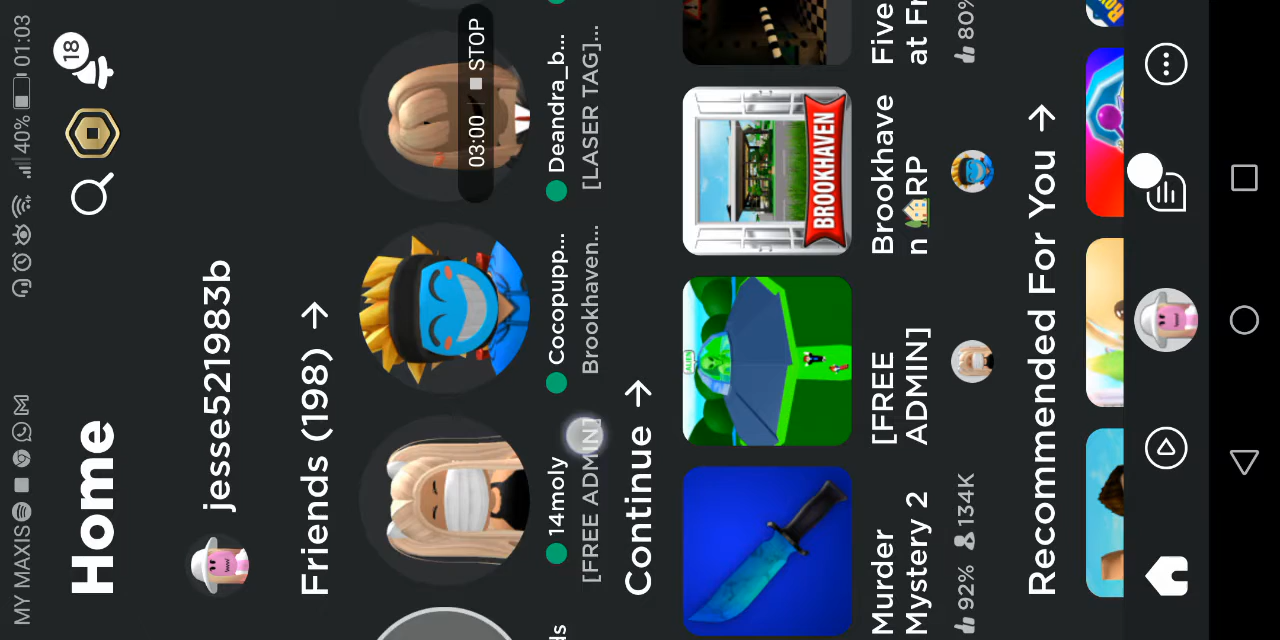 MY MAXIS
40% 01:03
Home
18
jesse521983b
Friends (198) →
03:00 STOP
ds
14moly
[FREE ADMIN]
Cocopupp...
Brookhaven...
Deandra_b...
[LASER TAG]...
Continue →
ALIEN
BROOKHAVEN
Murder
Mystery 2
92% 134K
[FREE
ADMIN]
Brookhave
n 🏡RP
Five
at Fr
80%
Recommended For You →